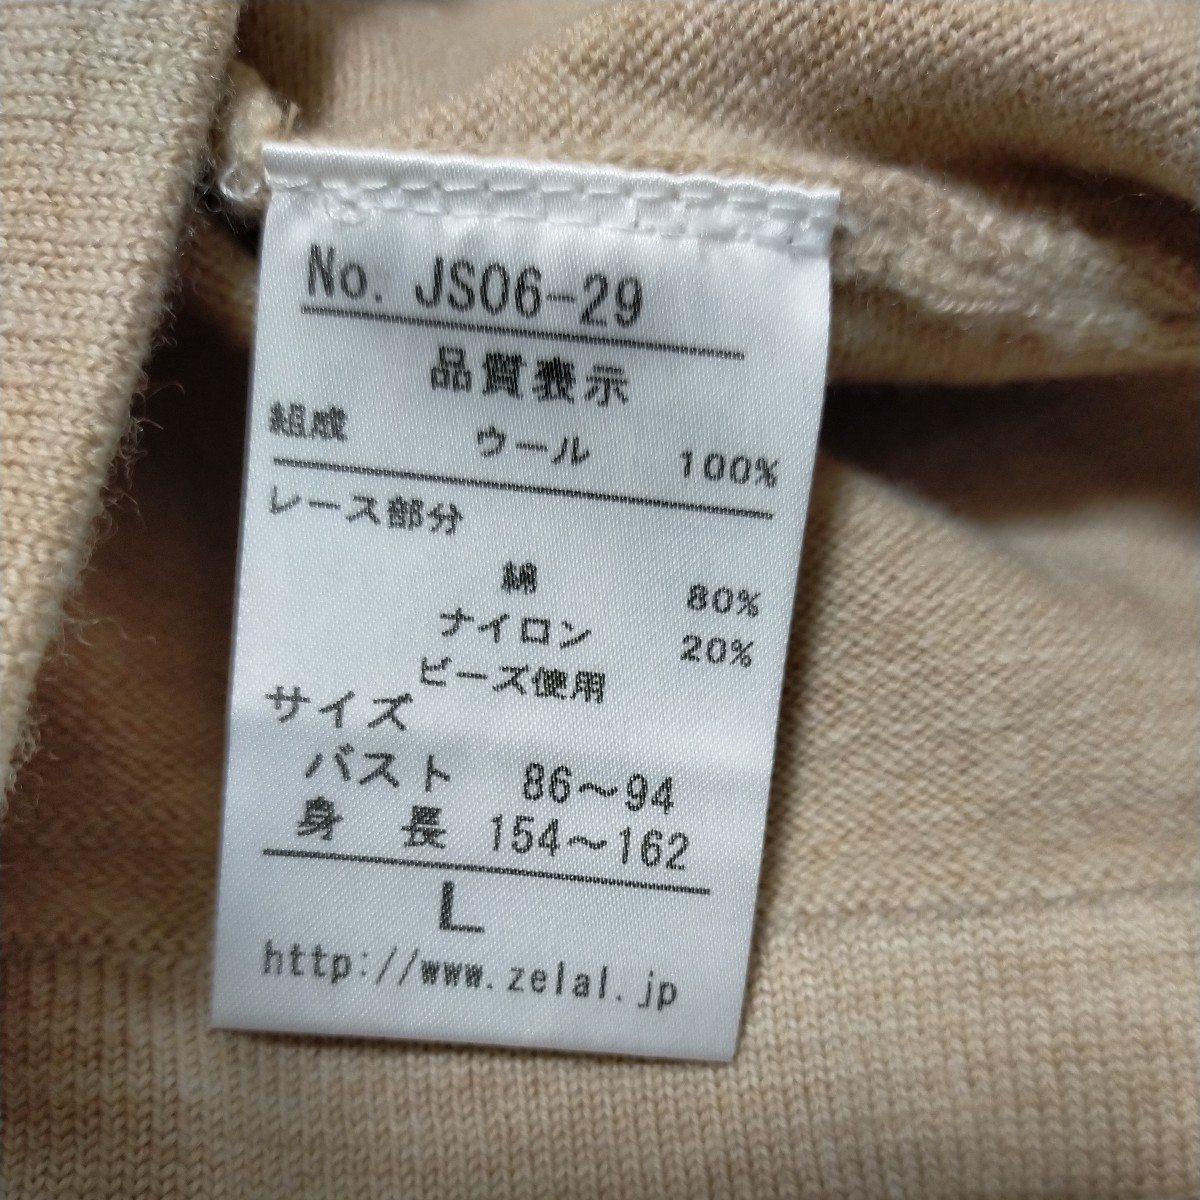 No. JS06-29
品質表示
組成 ウール 100%
レース部分
綿 80%
ナイロン 20%
ビーズ使用
サイズ
バスト 86～94
身 長 154～162
L
http://www.zelal.jp